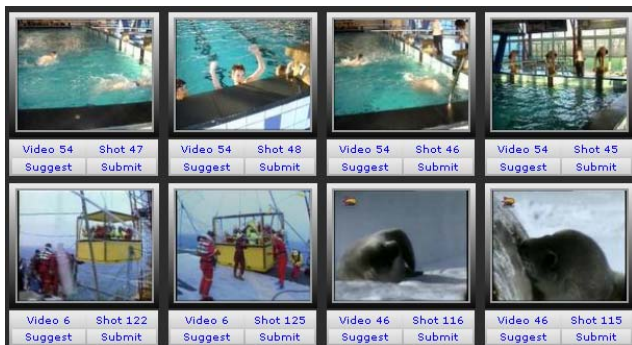 Video 54 Shot 47 Video 54 Shot 48 Video 54 Shot 46 Video 54 Shot 45
Suggest Submit Suggest Submit Suggest Submit Suggest Submit
Video 6 Shot 122 Video 6 Shot 125 Video 46 Shot 116 Video 46 Shot 115
Suggest Submit Suggest Submit Suggest Submit Suggest Submit